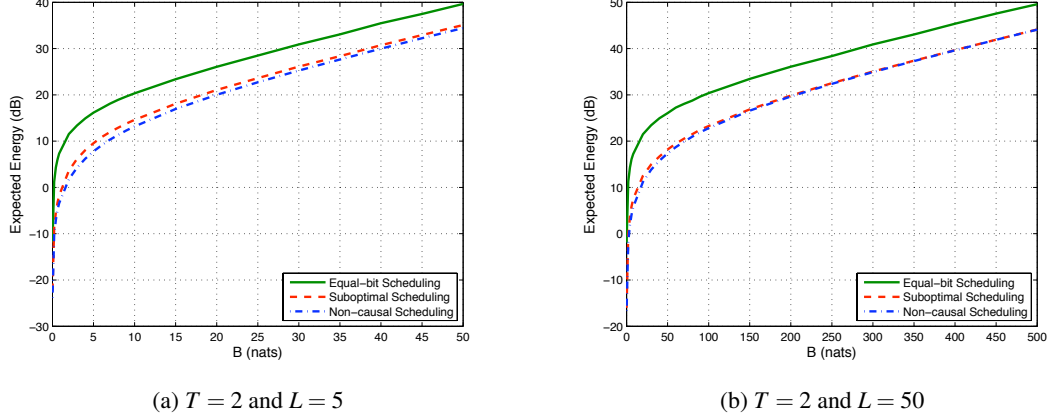 40
30
20
10
0
−10
−20
−30
Expected Energy (dB)
0 5 10 15 20 25 30 35 40 45 50
B (nats)
Equal−bit Scheduling
Suboptimal Scheduling
Non−causal Scheduling
(a) T = 2 and L = 5
50
40
30
20
10
0
−10
−20
Expected Energy (dB)
0 50 100 150 200 250 300 350 400 450 500
B (nats)
Equal−bit Scheduling
Suboptimal Scheduling
Non−causal Scheduling
(b) T = 2 and L = 50